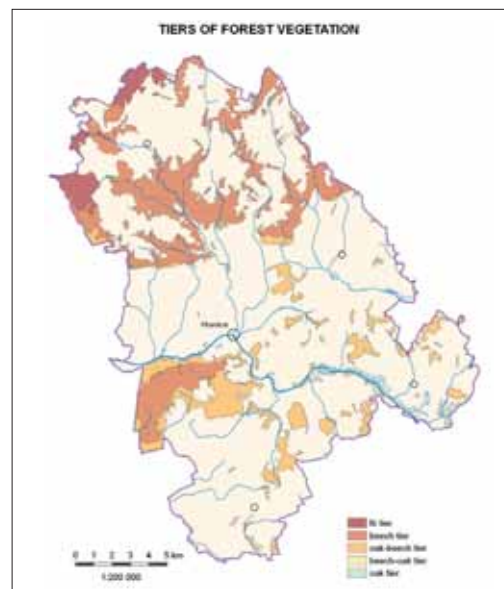 TIERS OF FOREST VEGETATION
Hranice
fir tier
beech tier
oak-beech tier
beech-oak tier
oak tier
0 1 2 3 4 5 km
1:200 000